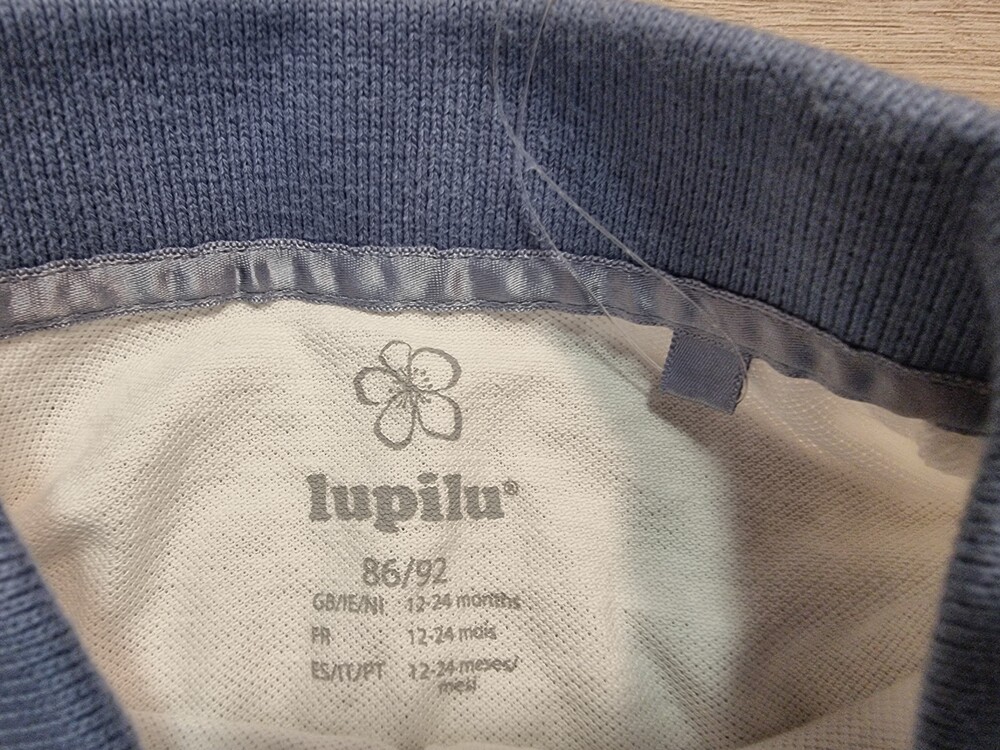 lupilu®
86/92
GB/IE/NI 12-24 months
FR 12-24 mois
ES/IT/PT 12-24 meses/
mesi